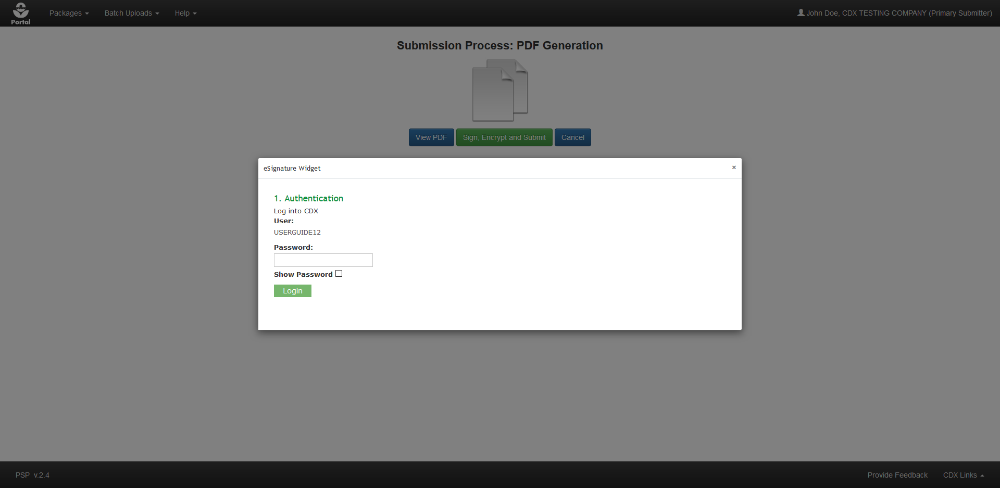 Portal
Packages
Batch Uploads
Help
John Doe, CDX TESTING COMPANY (Primary Submitter)
Submission Process: PDF Generation
View PDF
Sign, Encrypt and Submit
Cancel
eSignature Widget
×
1. Authentication
Log into CDX
User:
USERGUIDE12
Password:
Show Password
Login
PSP v.2.4
Provide Feedback
CDX Links